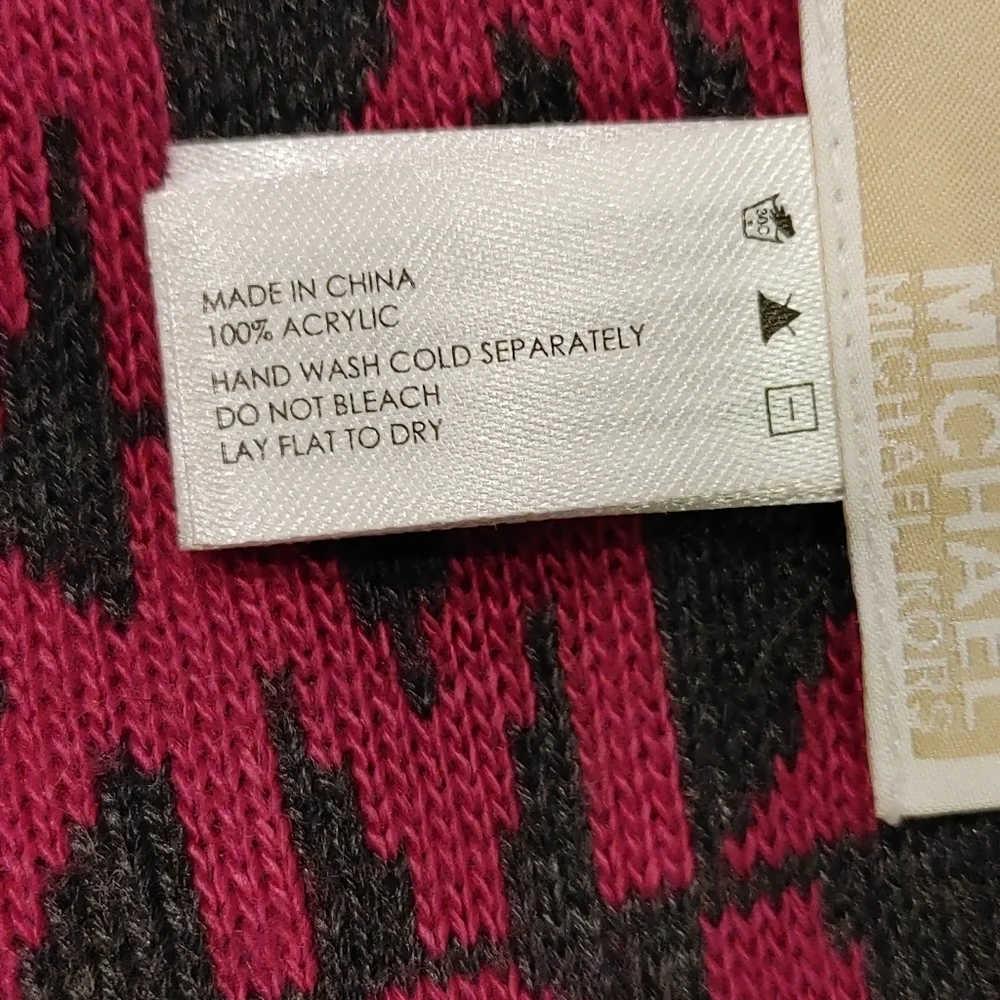 MADE IN CHINA
100% ACRYLIC
HAND WASH COLD SEPARATELY
DO NOT BLEACH
LAY FLAT TO DRY
30C
MICHAEL
MICHAEL KORS